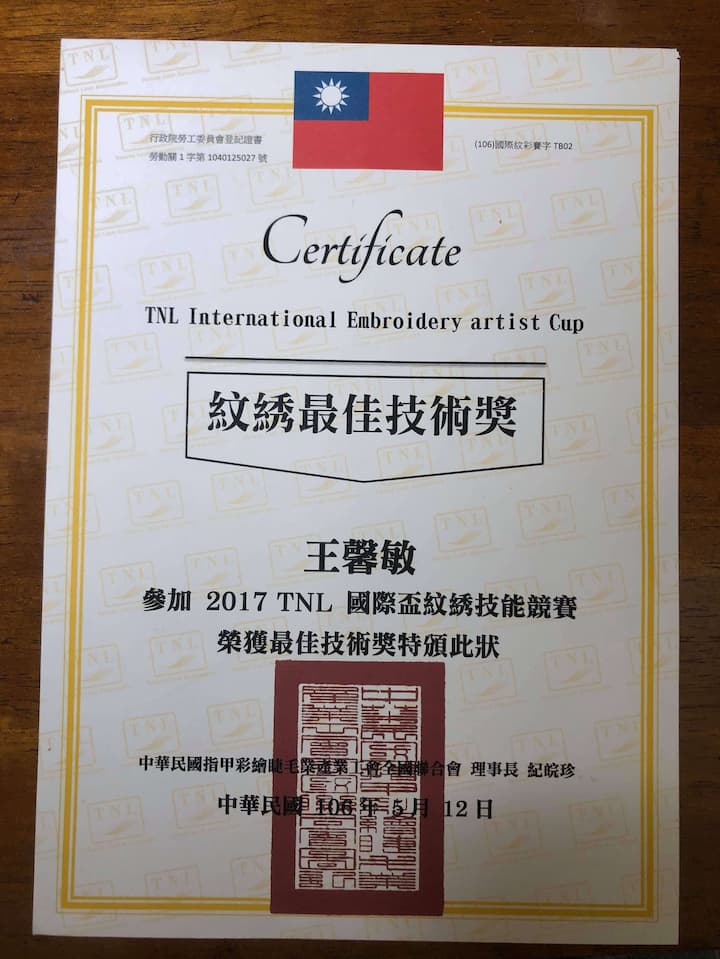 行政院勞工委員會登記證書
勞動關 1 字第 1040125027 號
(106)國際紋彩賽字 TB02
Certificate
TNL International Embroidery artist Cup
紋綉最佳技術獎
王馨敏
參加 2017 TNL 國際盃紋綉技能競賽
榮獲最佳技術獎特頒此狀
中華民國指甲彩繪睫毛業產業工會全國聯合會 理事長 紀皖珍
中華民國 106 年 5 月 12 日